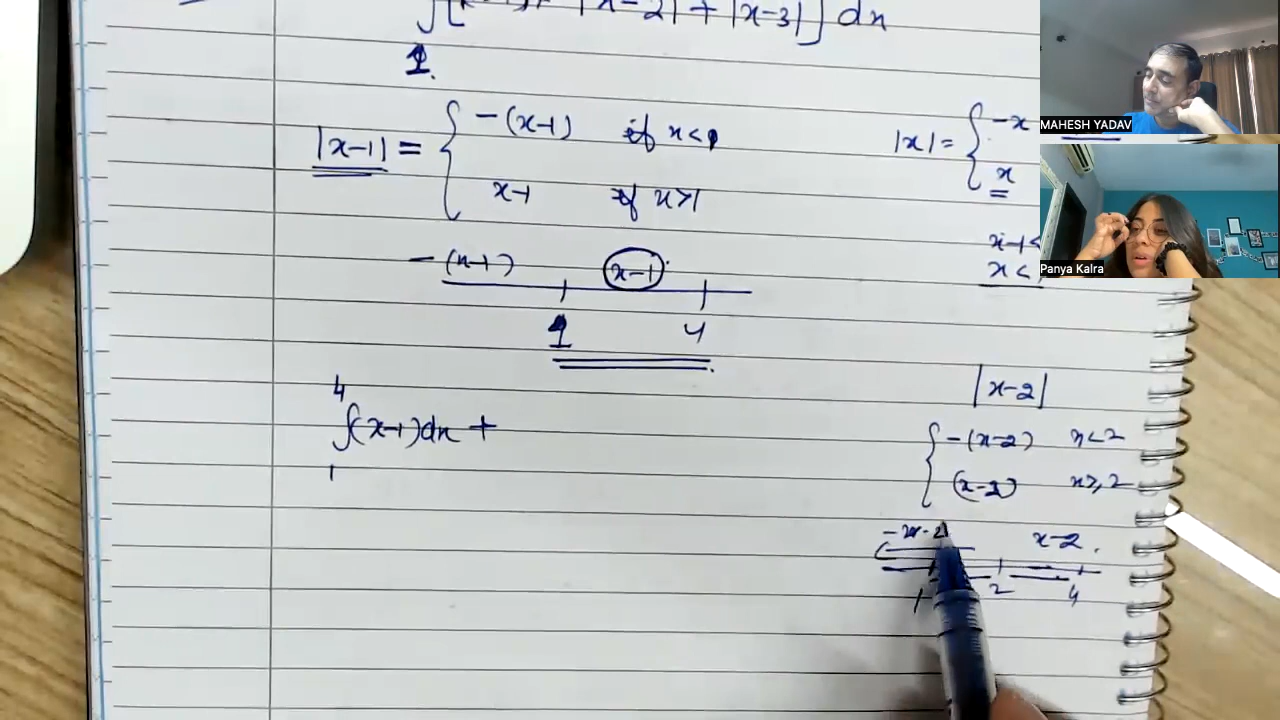 |x-2| + |x-3|] dx
1.
|x-1| = { -(x-1) if x<1
x-1 if x>1
|x| = { -x
x
MAHESH YADAV
x-1<
x<
Panya Kalra
-(x-1) x-1
1 4
4
∫(x-1)dx +
1
|x-2|
{ -(x-2) x<2
(x-2) x≥2
x-2
1 2 4